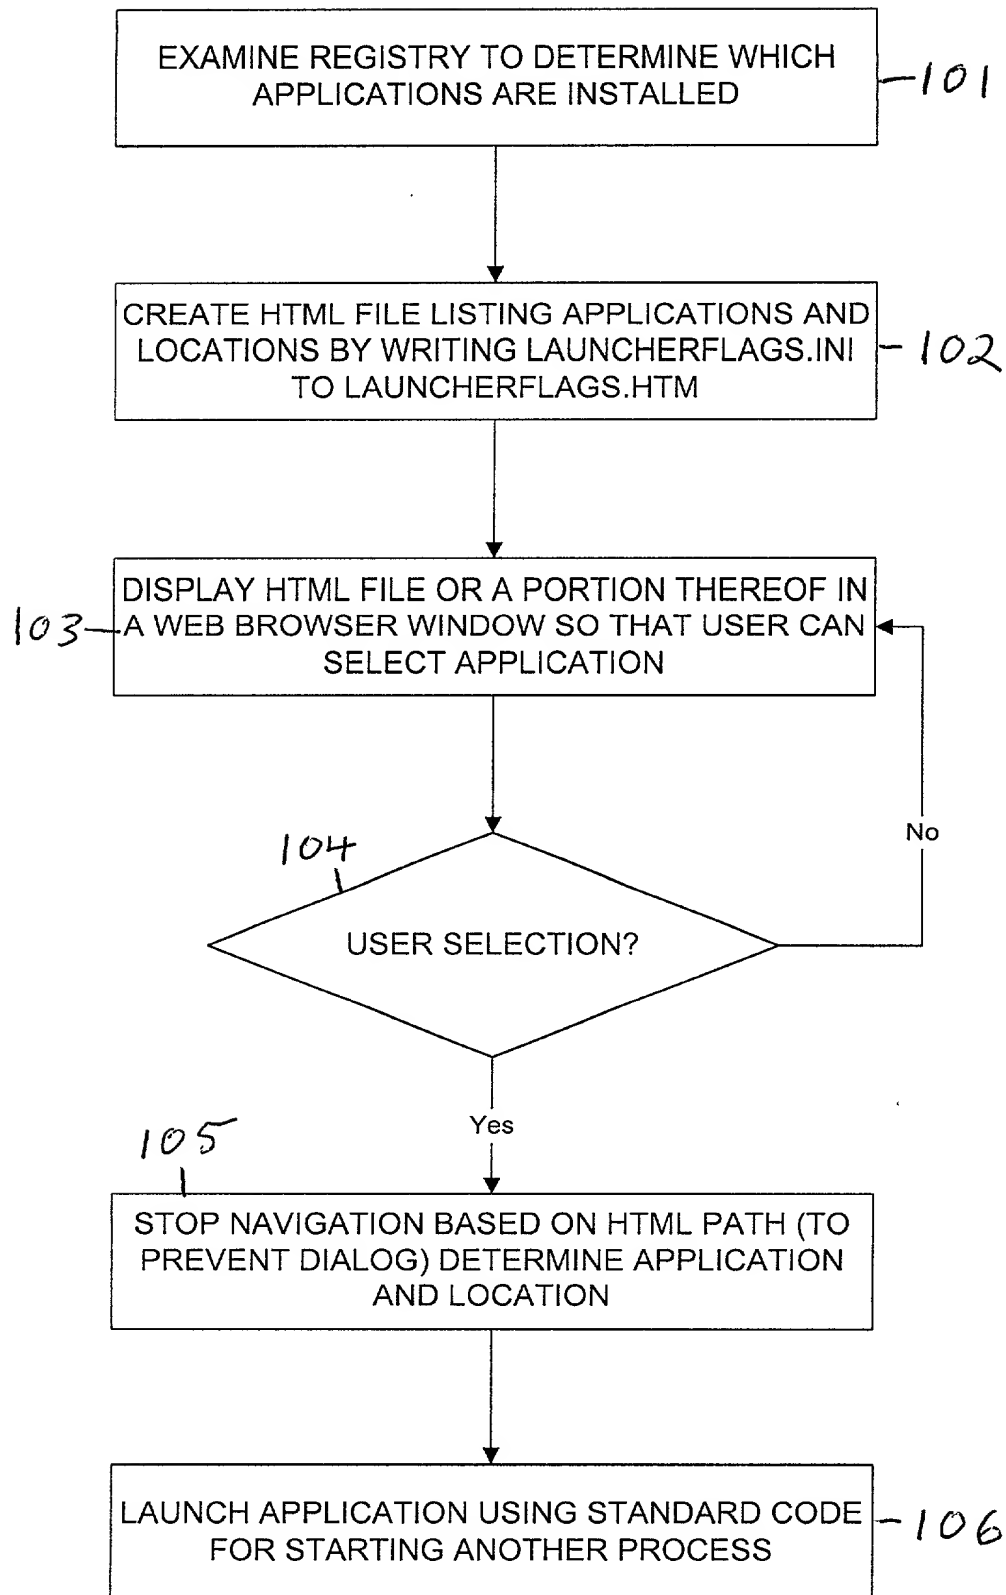 EXAMINE REGISTRY TO DETERMINE WHICH
APPLICATIONS ARE INSTALLED
101
CREATE HTML FILE LISTING APPLICATIONS AND
LOCATIONS BY WRITING LAUNCHERFLAGS.INI
TO LAUNCHERFLAGS.HTM
102
DISPLAY HTML FILE OR A PORTION THEREOF IN
A WEB BROWSER WINDOW SO THAT USER CAN
SELECT APPLICATION
103
No
104
USER SELECTION?
Yes
105
STOP NAVIGATION BASED ON HTML PATH (TO
PREVENT DIALOG) DETERMINE APPLICATION
AND LOCATION
LAUNCH APPLICATION USING STANDARD CODE
FOR STARTING ANOTHER PROCESS
106